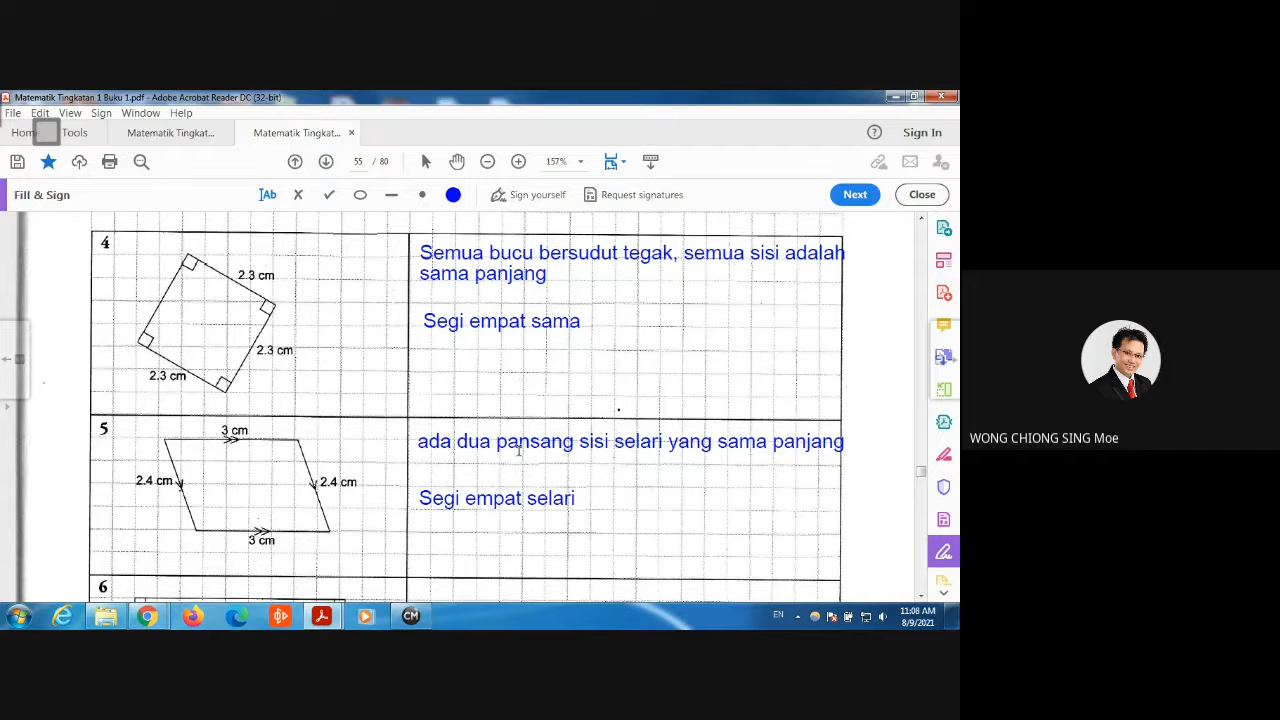 Matematik Tingkatan 1 Buku 1.pdf - Adobe Acrobat Reader DC (32-bit)
File Edit View Sign Window Help
Home Tools Matematik Tingkat... Matematik Tingkat... × Sign In
55 / 80 157%
Fill & Sign Ab Sign yourself Request signatures Next Close
4
2.3 cm
2.3 cm
2.3 cm
Semua bucu bersudut tegak, semua sisi adalah
sama panjang
Segi empat sama
5
3 cm
2.4 cm
2.4 cm
3 cm
ada dua pansang sisi selari yang sama panjang
Segi empat selari
6
WONG CHIONG SING Moe
CM
EN
11:08 AM
8/9/2021